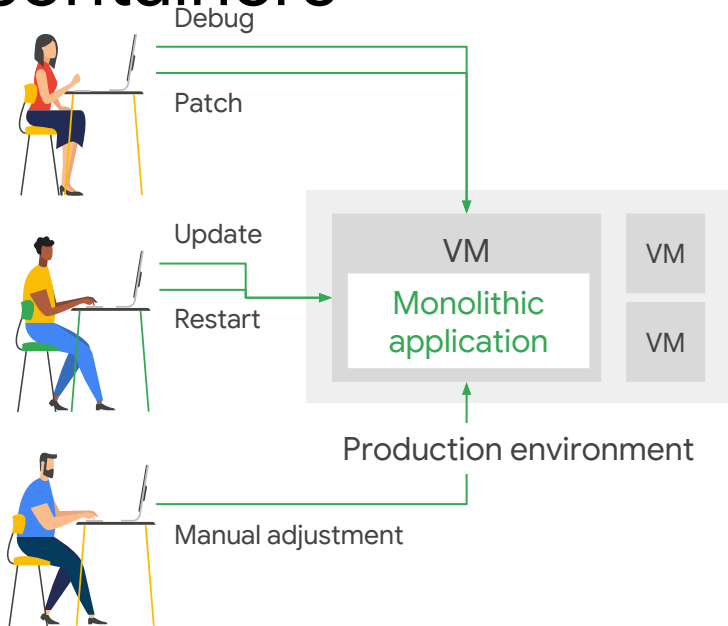 Debug
Patch
Update
Restart
VM
Monolithic
application
VM
VM
Production environment
Manual adjustment